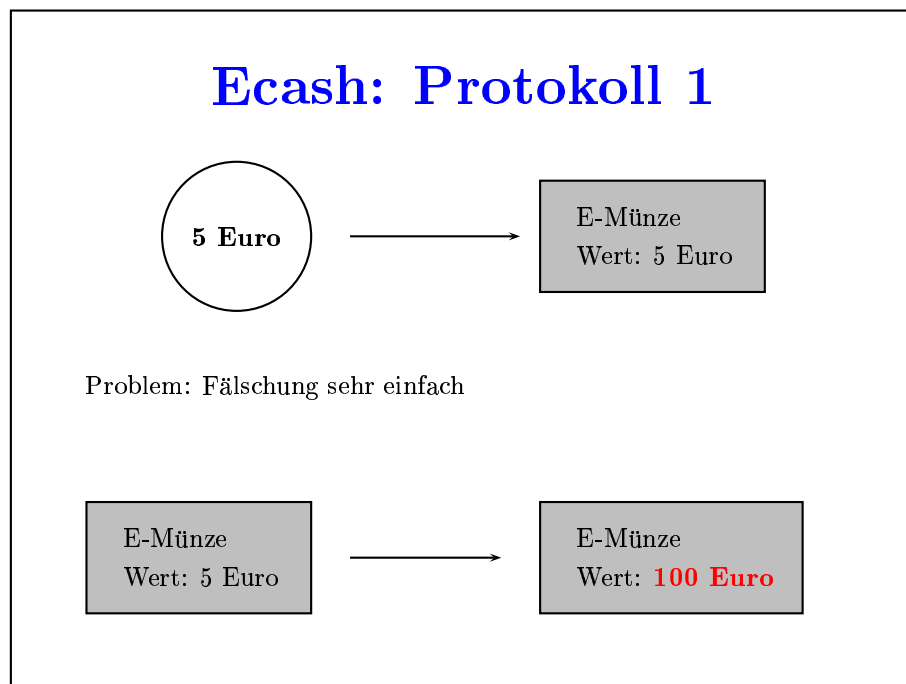 Ecash: Protokoll 1
5 Euro
E-Münze
Wert: 5 Euro
Problem: Fälschung sehr einfach
E-Münze
Wert: 5 Euro
E-Münze
Wert: 100 Euro